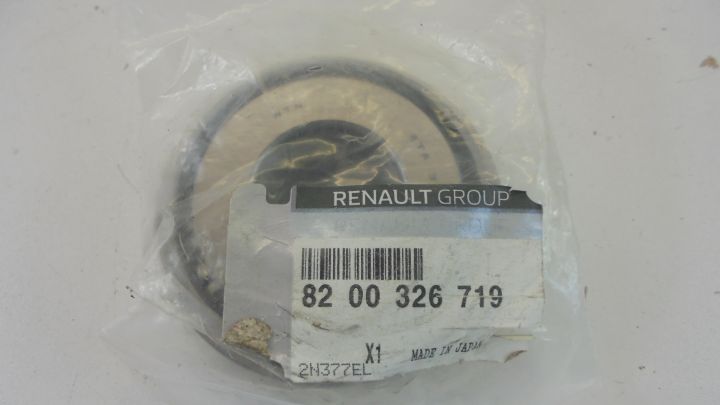 RENAULT GROUP
82 00 326 719
X1 MADE IN JAPAN
2N377EL